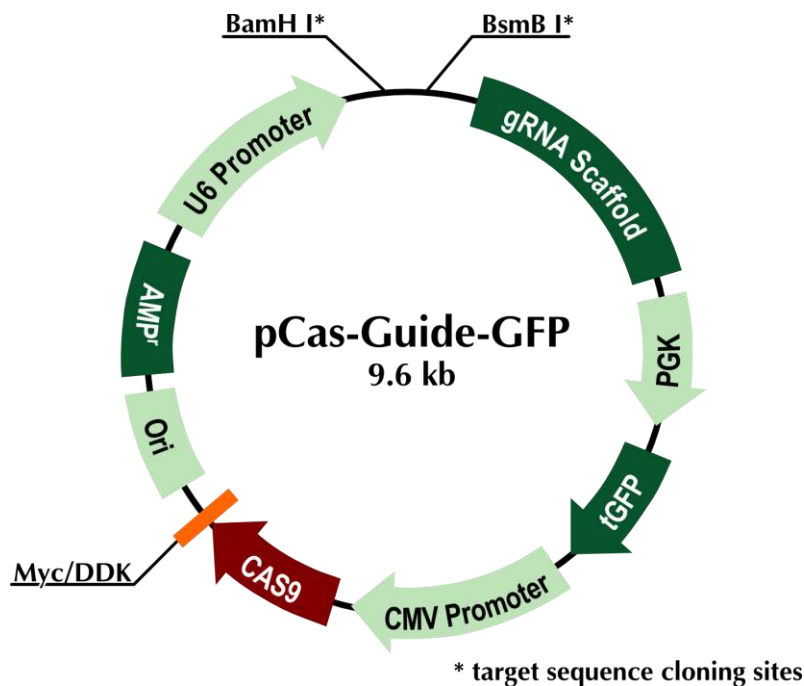 BamH I*
BsmB I*
U6 Promoter
gRNA Scaffold
AMPr
pCas-Guide-GFP
9.6 kb
PGK
Ori
tGFP
Myc/DDK
CAS9
CMV Promoter
* target sequence cloning sites